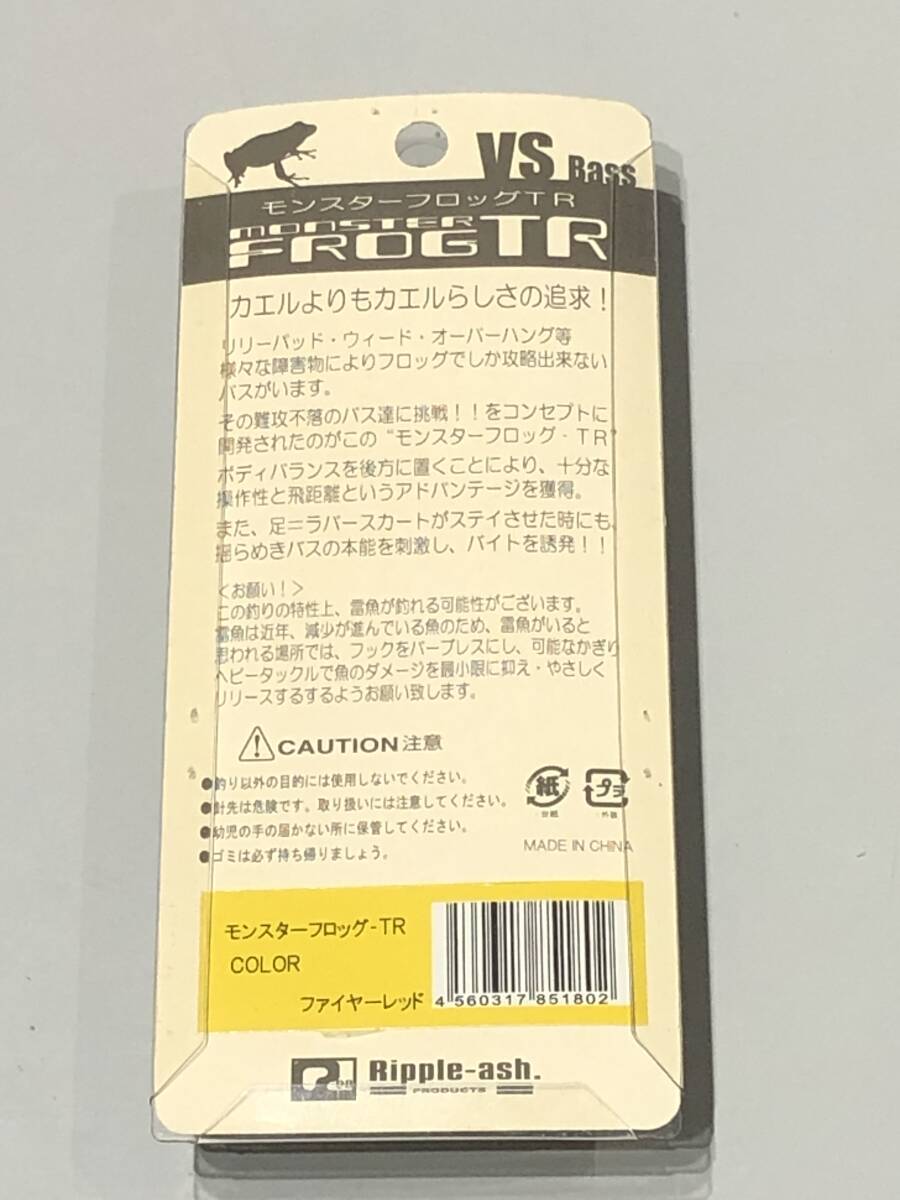 VS Bass
モンスターフロッグTR
MONSTER
FROGTR
カエルよりもカエルらしさの追求！
リリーパッド・ウィード・オーバーハング等
様々な障害物によりフロッグでしか攻略出来ない
バスがいます。
その難攻不落のバス達に挑戦！！をコンセプトに
開発されたのがこの“モンスターフロッグ-TR”
ボディバランスを後方に置くことにより、十分な
操作性と飛距離というアドバンテージを獲得。
また、足＝ラバースカートがステイさせた時にも、
揺らめきバスの本能を刺激し、バイトを誘発！！
〈お願い！〉
この釣りの特性上、雷魚が釣れる可能性がございます。
雷魚は近年、減少が進んでいる魚のため、雷魚がいると
思われる場所では、フックをバーブレスにし、可能なかぎり
ヘビータックルで魚のダメージを最小限に抑え・やさしく
リリースするするようお願い致します。
CAUTION注意
●釣り以外の目的には使用しないでください。
●針先は危険です。取り扱いには注意してください。
●幼児の手の届かない所に保管してください。
●ゴミは必ず持ち帰りましょう。
紙 プラ
台紙 外装
MADE IN CHINA
モンスターフロッグ-TR
COLOR
ファイヤーレッド
4 560317 851802
Ripple-ash.
PRODUCTS